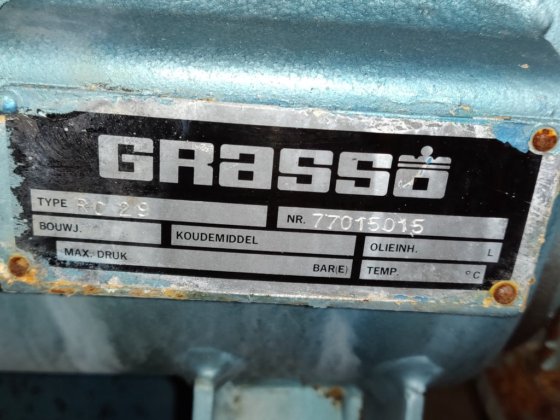 GRASSO
TYPE RC 29 NR. 77015015
BOUWJ. KOUDEMIDDEL OLIEINH. L
MAX. DRUK BAR(E) TEMP. °C